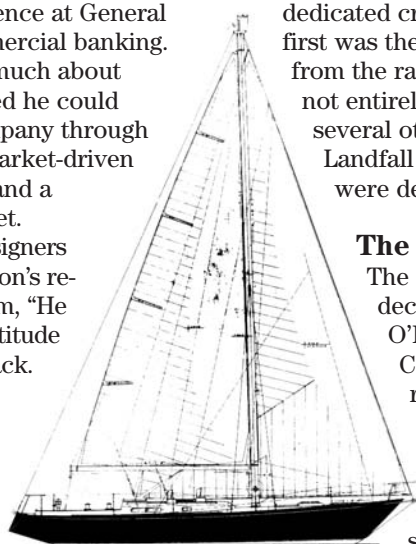 ence at General
mercial banking.
much about
ed he could
pany through
arket-driven
and a
et.
signers
on's re-
m, “He
titude
ack.
dedicated cr
first was the
from the ra
not entirel
several ot
Landfall
were de
The
The
dec
O'
C
r
s